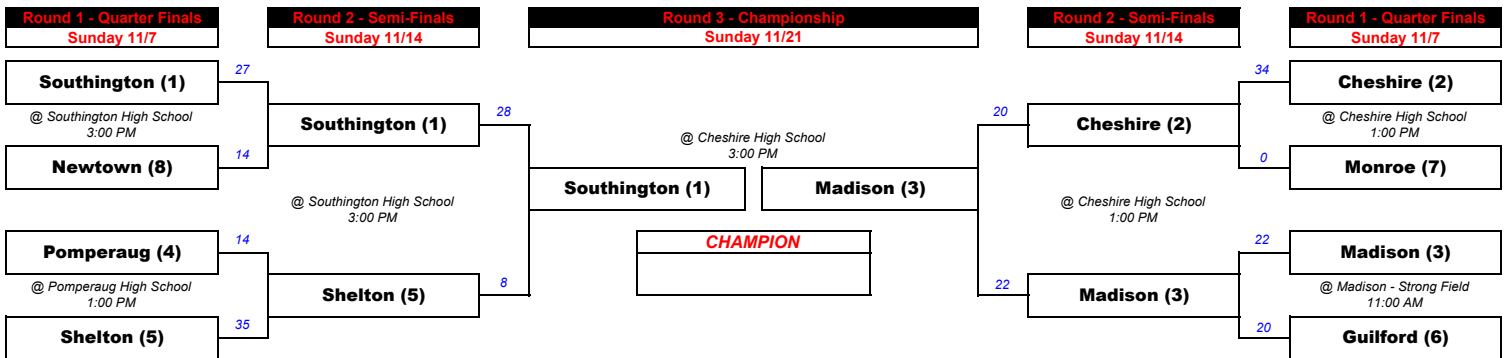 Round 1 - Quarter Finals
Sunday 11/7
Round 2 - Semi-Finals
Sunday 11/14
Round 3 - Championship
Sunday 11/21
Round 2 - Semi-Finals
Sunday 11/14
Round 1 - Quarter Finals
Sunday 11/7
Southington (1)
27
@ Southington High School
3:00 PM
Newtown (8)
14
Southington (1)
28
@ Southington High School
3:00 PM
Pomperaug (4)
14
@ Pomperaug High School
1:00 PM
Shelton (5)
35
Shelton (5)
8
@ Cheshire High School
3:00 PM
Southington (1)
Madison (3)
CHAMPION
20
Cheshire (2)
@ Cheshire High School
1:00 PM
22
Madison (3)
34
Cheshire (2)
@ Cheshire High School
1:00 PM
0
Monroe (7)
22
Madison (3)
@ Madison - Strong Field
11:00 AM
20
Guilford (6)